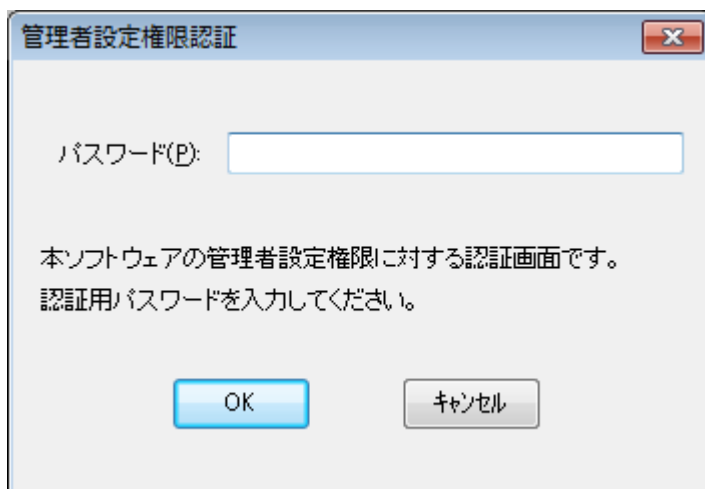 管理者設定権限認証
パスワード(P):
本ソフトウェアの管理者設定権限に対する認証画面です。
認証用パスワードを入力してください。
OK キャンセル